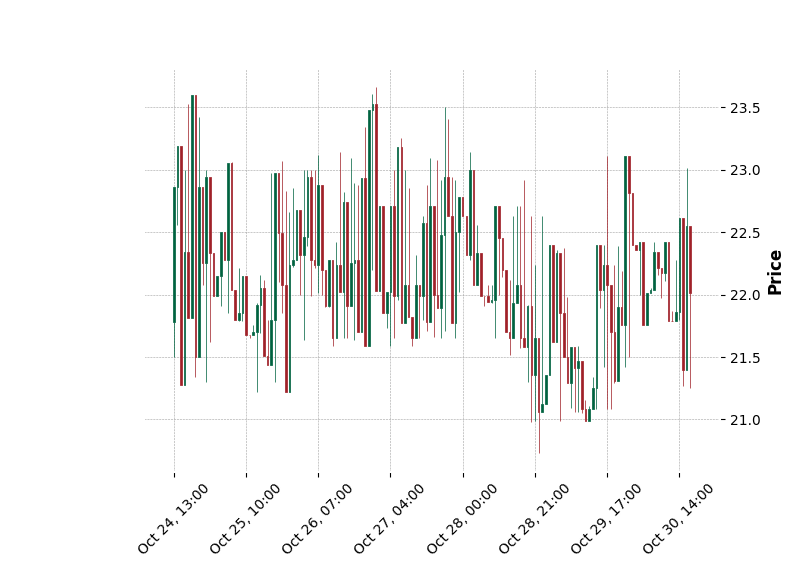 23.5
23.0
22.5
22.0
21.5
21.0
Price
Oct 24, 13:00
Oct 25, 10:00
Oct 26, 07:00
Oct 27, 04:00
Oct 28, 00:00
Oct 28, 21:00
Oct 29, 17:00
Oct 30, 14:00